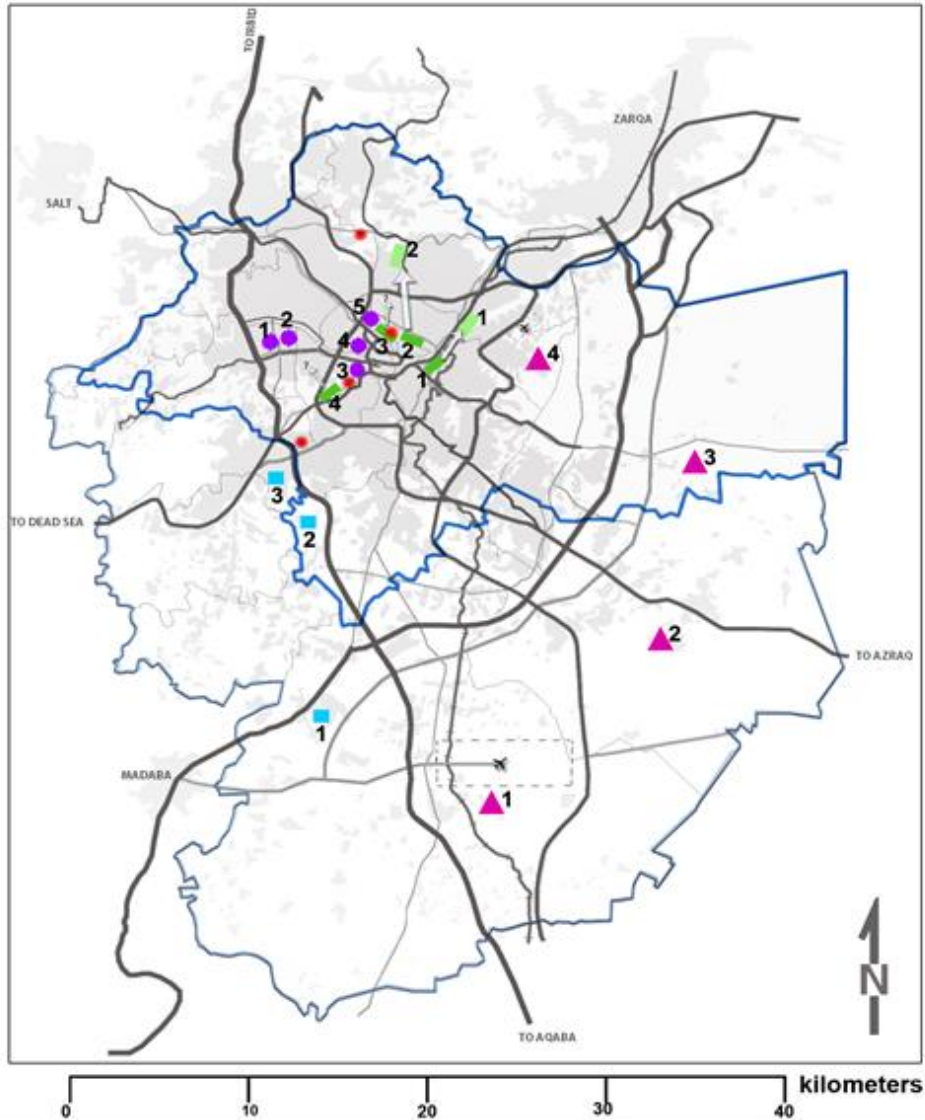 TO IRBID
ZARQA
SALT
2
5
1
1 2
4 3 2
4
3
1
4
3
3
TO DEAD SEA
2
2
TO AZRAQ
1
MADABA
1
N
TO AQABA
kilometers
0 10 20 30 40